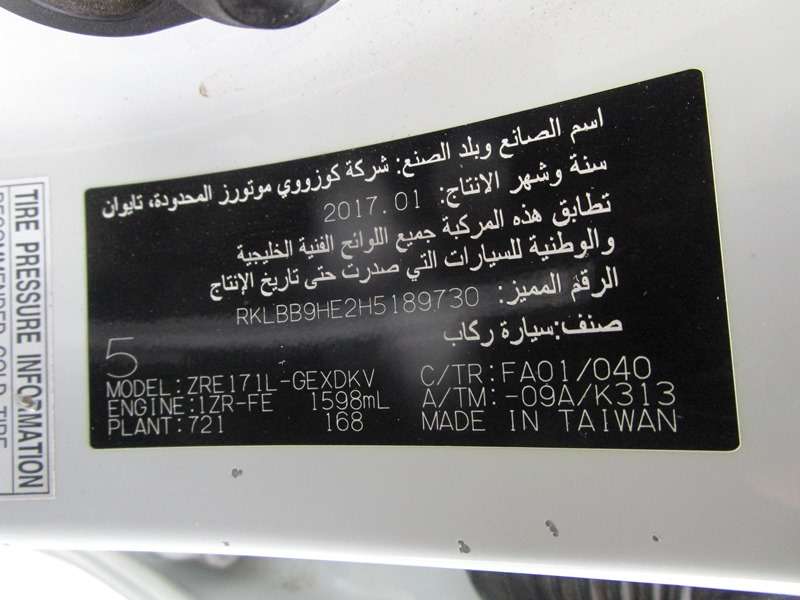 اسم الصانع وبلد الصنع: شركة كوزووي موتورز المحدودة، تايوان
سنة وشهر الانتاج: 2017.01
تطابق هذه المركبة جميع اللوائح الفنية الخليجية
والوطنية للسيارات التي صدرت حتى تاريخ الإنتاج
الرقم المميز: RKLBB9HE2H5189730
صنف: سيارة ركاب
5
MODEL: ZRE171L-GEXDKV C/TR: FA01/040
ENGINE: 1ZR-FE 1598mL A/TM: -09A/K313
PLANT: 721 168 MADE IN TAIWAN
TIRE PRESSURE INFORMATION
RECOMMENDED COLD TIRE